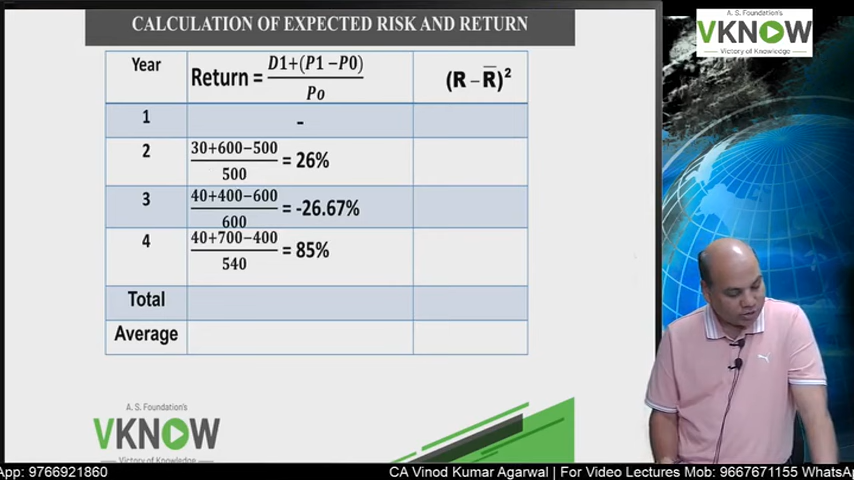 CALCULATION OF EXPECTED RISK AND RETURN
A. S. Foundation's
VKNOW
Victory of Knowledge
Year Return = D1+(P1 –P0) / Po (R – R̅)²
1 -
2 30+600−500 / 500 = 26%
3 40+400−600 / 600 = -26.67%
4 40+700−400 / 540 = 85%
Total
Average
A. S. Foundation's
VKNOW
Victory of Knowledge
App: 9766921860 CA Vinod Kumar Agarwal | For Video Lectures Mob: 9667671155 WhatsAp